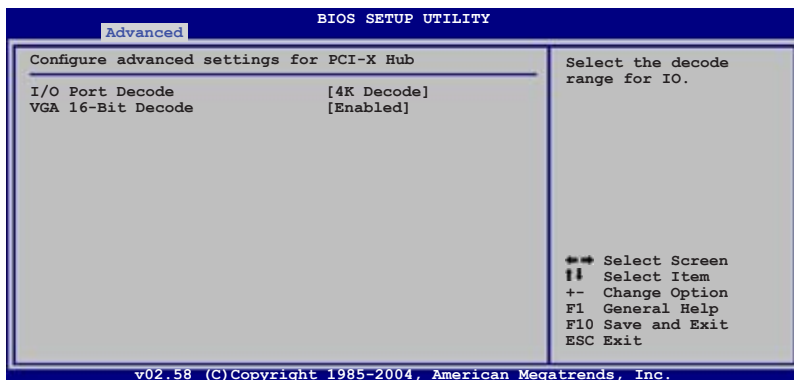 BIOS SETUP UTILITY
Advanced
Configure advanced settings for PCI-X Hub
I/O Port Decode [4K Decode]
VGA 16-Bit Decode [Enabled]
Select the decode
range for IO.
Select Screen
Select Item
+- Change Option
F1 General Help
F10 Save and Exit
ESC Exit
v02.58 (C)Copyright 1985-2004, American Megatrends, Inc.